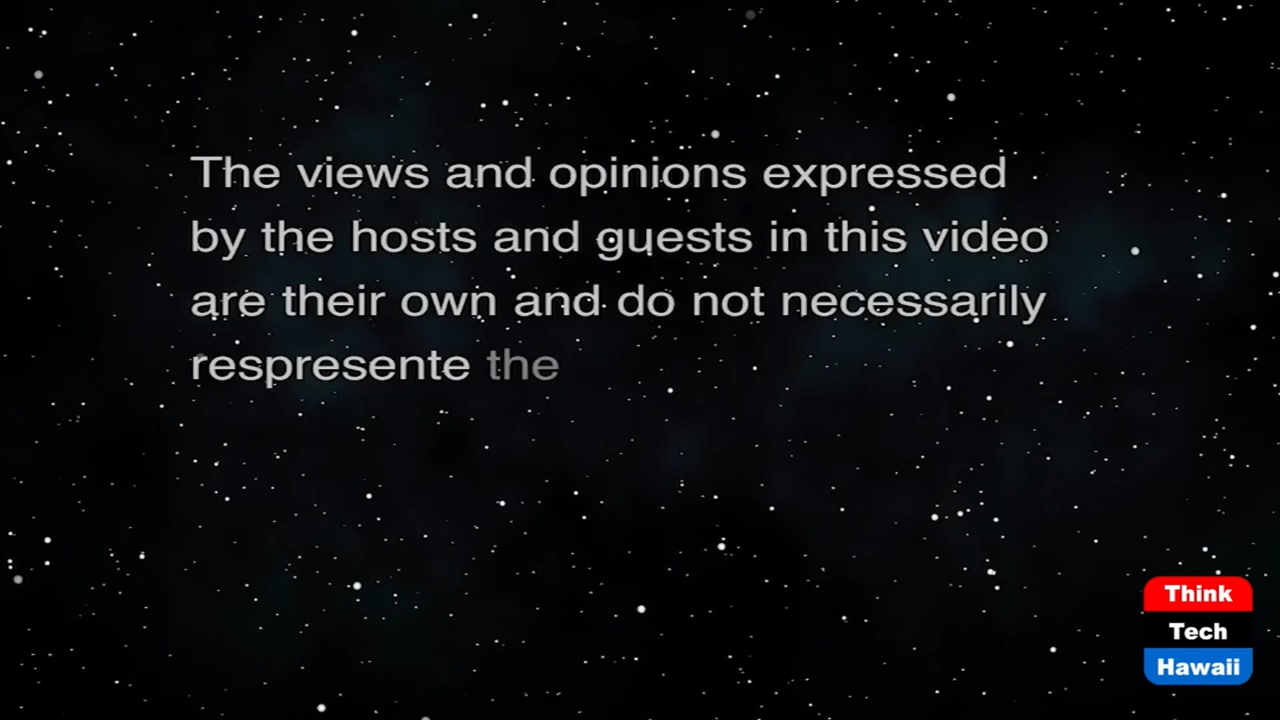 The views and opinions expressed
by the hosts and guests in this video
are their own and do not necessarily
respresente the
Think
Tech
Hawaii